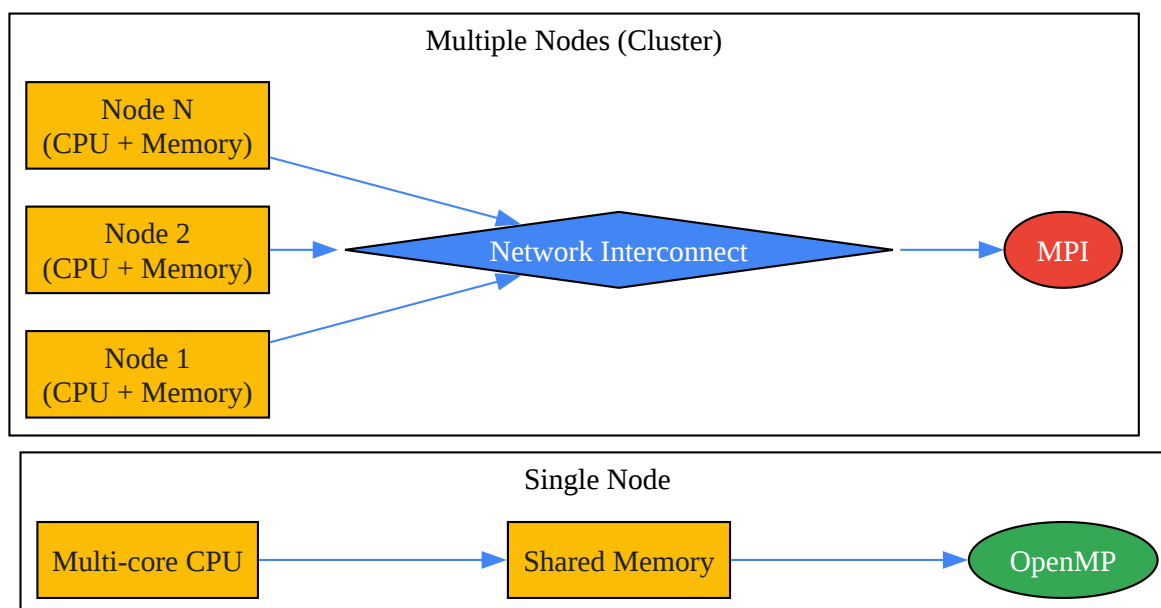 Multiple Nodes (Cluster)
Node N
(CPU + Memory)
Node 2
(CPU + Memory)
Network Interconnect
MPI
Node 1
(CPU + Memory)
Single Node
Multi-core CPU
Shared Memory
OpenMP